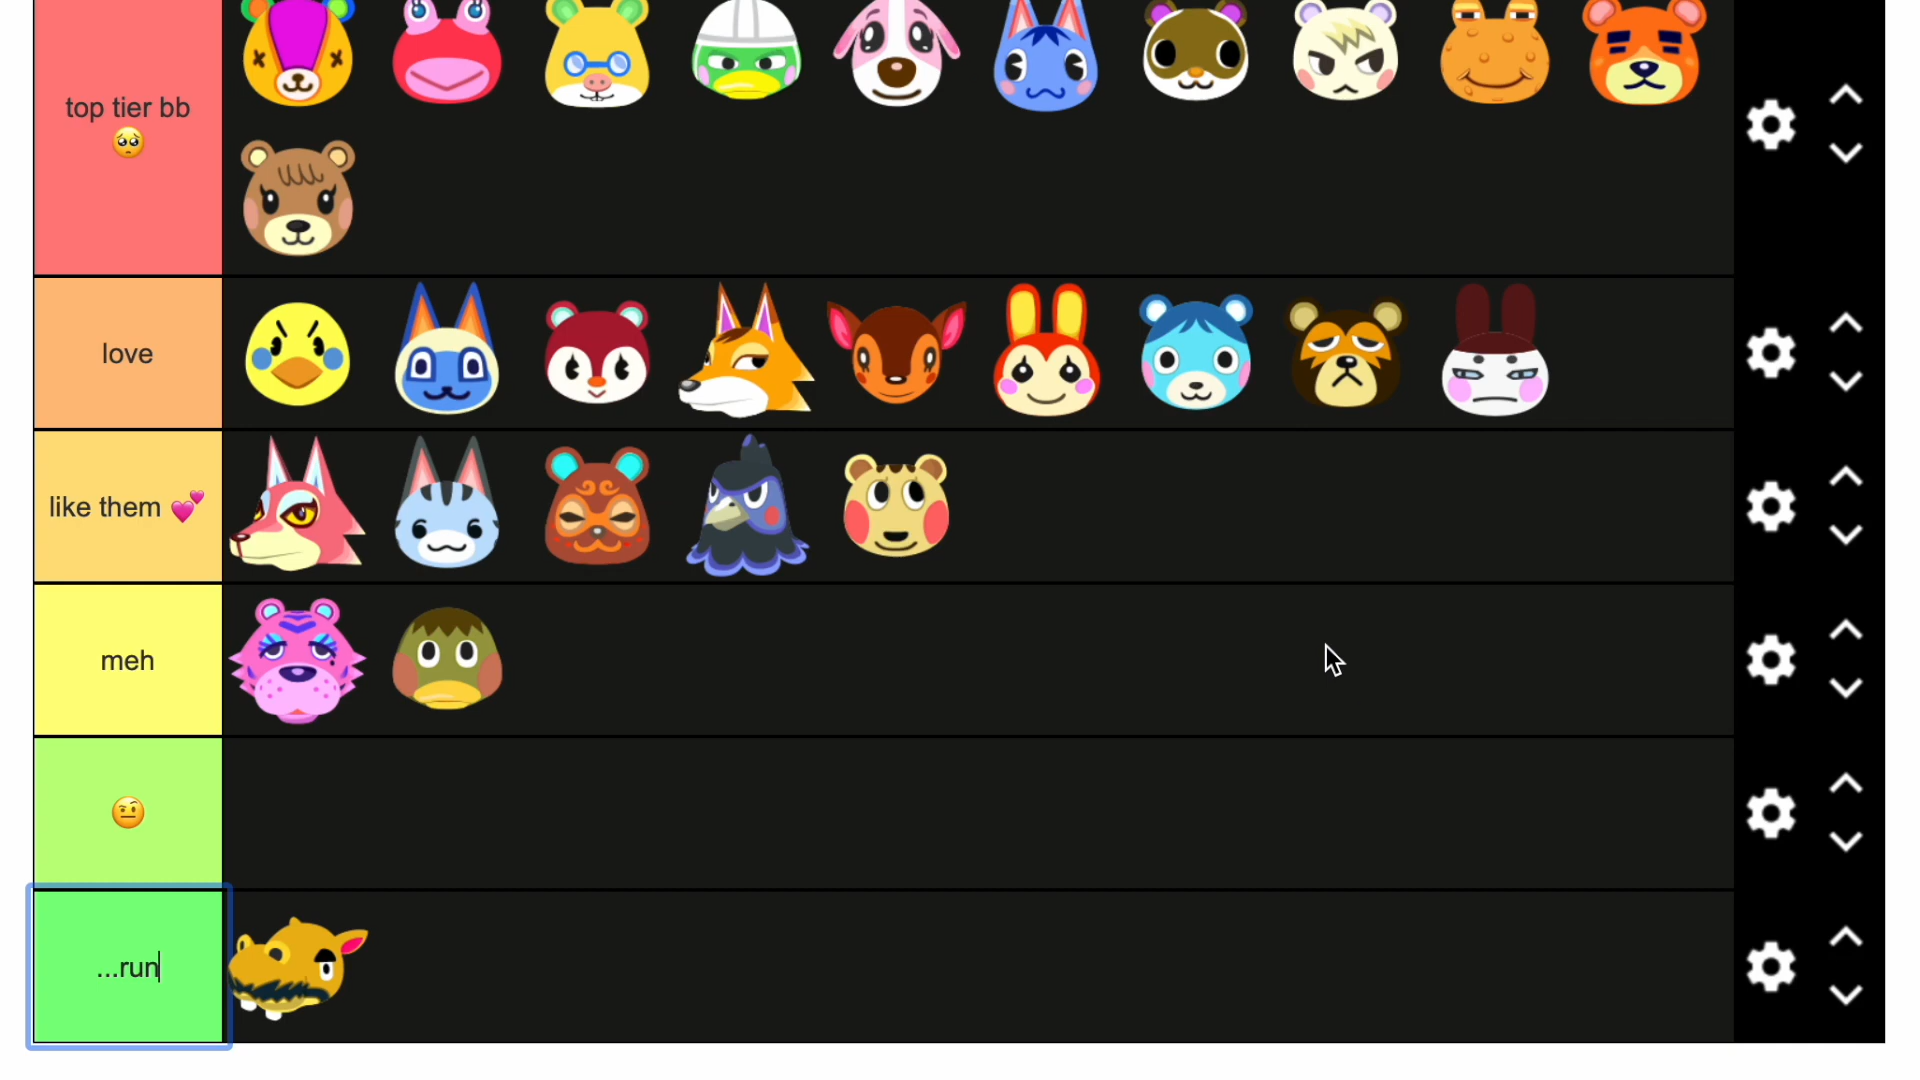 top tier bb
🥺
love
like them 💕
meh
🤨
...run